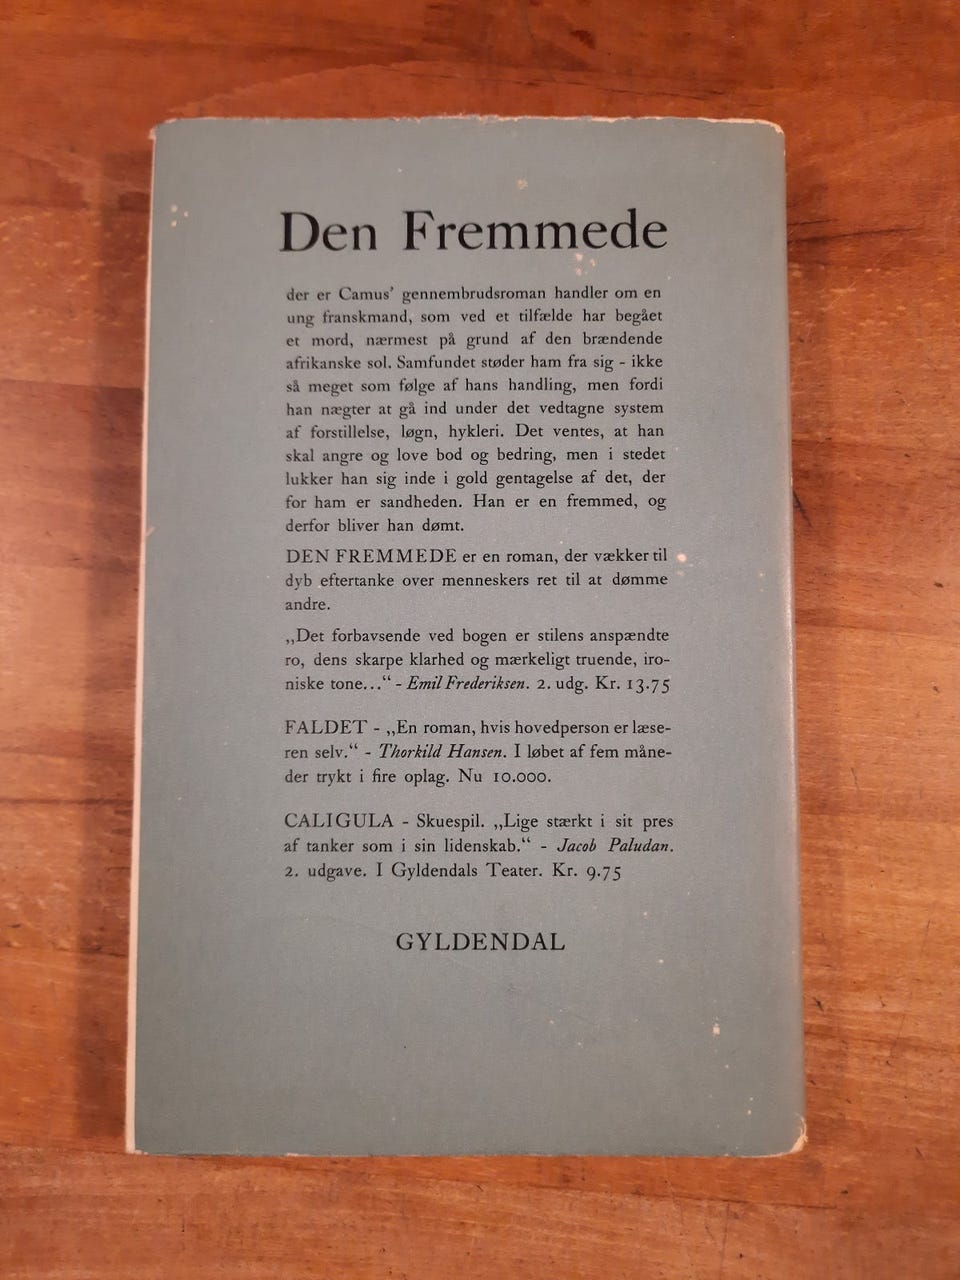 Den Fremmede
der er Camus' gennembrudsroman handler om en
ung franskmand, som ved et tilfælde har begået
et mord, nærmest på grund af den brændende
afrikanske sol. Samfundet støder ham fra sig - ikke
så meget som følge af hans handling, men fordi
han nægter at gå ind under det vedtagne system
af forstillelse, løgn, hykleri. Det ventes, at han
skal angre og love bod og bedring, men i stedet
lukker han sig inde i gold gentagelse af det, der
for ham er sandheden. Han er en fremmed, og
derfor bliver han dømt.
DEN FREMMEDE er en roman, der vækker til
dyb eftertanke over menneskers ret til at dømme
andre.
„Det forbavsende ved bogen er stilens anspændte
ro, dens skarpe klarhed og mærkeligt truende, iro-
niske tone...“ - Emil Frederiksen. 2. udg. Kr. 13.75
FALDET - „En roman, hvis hovedperson er læse-
ren selv.“ - Thorkild Hansen. I løbet af fem måne-
der trykt i fire oplag. Nu 10.000.
CALIGULA - Skuespil. „Lige stærkt i sit pres
af tanker som i sin lidenskab.“ - Jacob Paludan.
2. udgave. I Gyldendals Teater. Kr. 9.75
GYLDENDAL